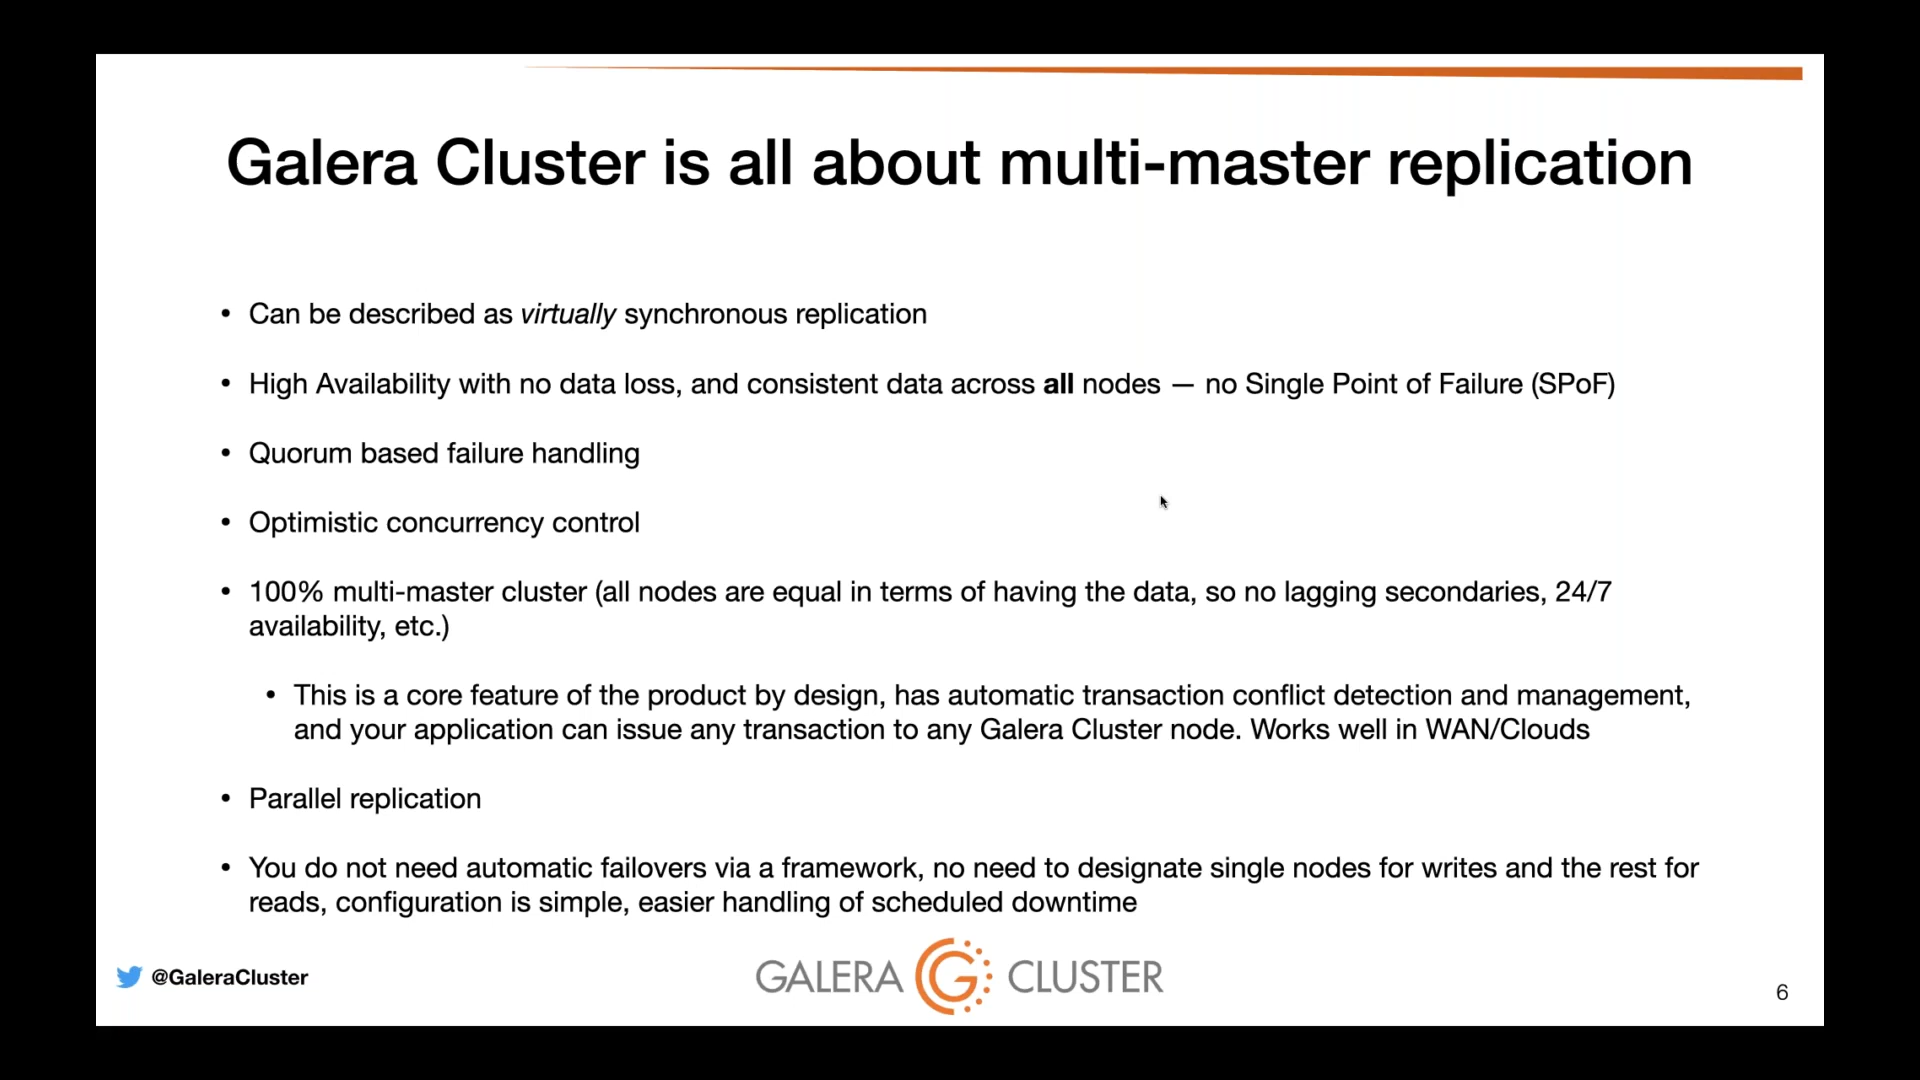 Galera Cluster is all about multi-master replication
• Can be described as virtually synchronous replication
• High Availability with no data loss, and consistent data across all nodes — no Single Point of Failure (SPoF)
• Quorum based failure handling
• Optimistic concurrency control
• 100% multi-master cluster (all nodes are equal in terms of having the data, so no lagging secondaries, 24/7
availability, etc.)
• This is a core feature of the product by design, has automatic transaction conflict detection and management,
and your application can issue any transaction to any Galera Cluster node. Works well in WAN/Clouds
• Parallel replication
• You do not need automatic failovers via a framework, no need to designate single nodes for writes and the rest for
reads, configuration is simple, easier handling of scheduled downtime
@GaleraCluster
GALERA G CLUSTER
6